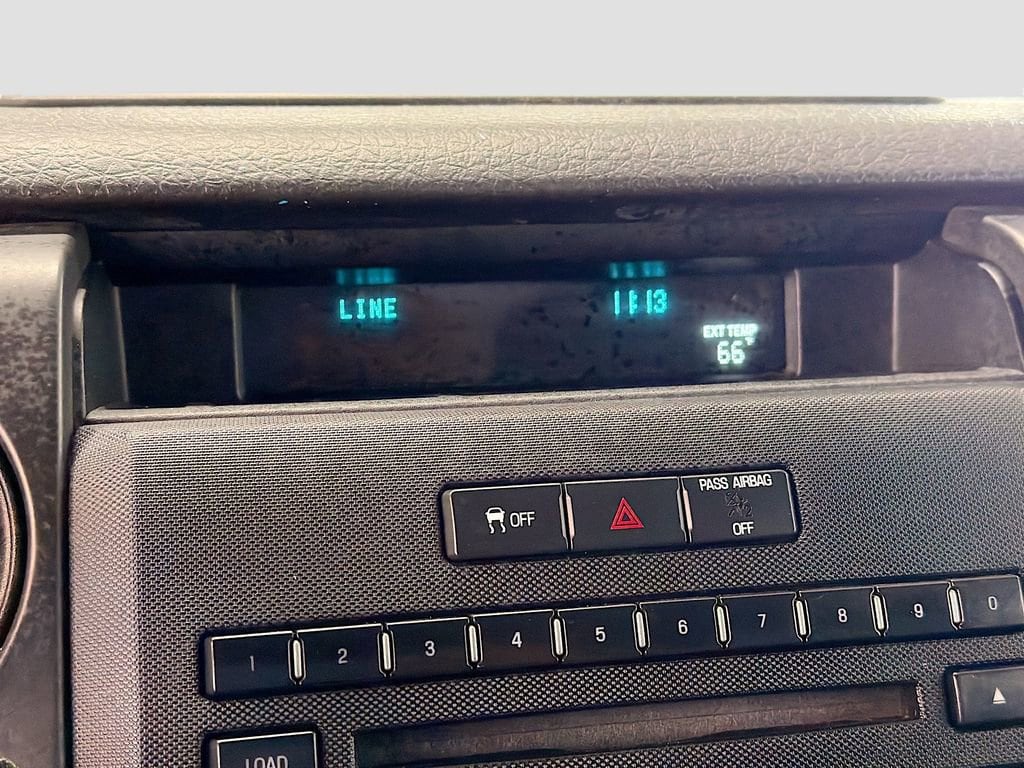 LINE 11:13
EXT TEMP
66°F
OFF
PASS AIRBAG
OFF
1 2 3 4 5 6 7 8 9 0
LOAD